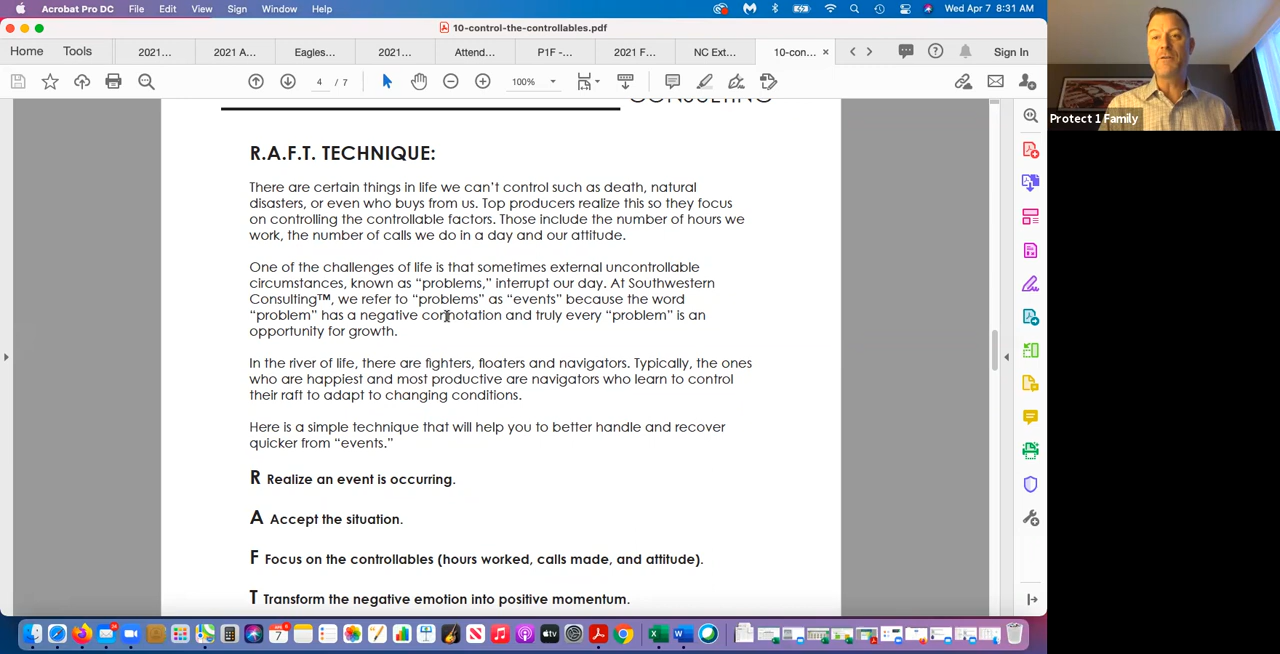 Acrobat Pro DC File Edit View Sign Window Help Wed Apr 7 8:31 AM
10-control-the-controllables.pdf
Home Tools 2021... 2021 A... Eagles... 2021... Attend... P1F -... 2021 F... NC Ext... 10-con... × Sign In
4 / 7 100%
CONSULTING
R.A.F.T. TECHNIQUE:
There are certain things in life we can't control such as death, natural
disasters, or even who buys from us. Top producers realize this so they focus
on controlling the controllable factors. Those include the number of hours we
work, the number of calls we do in a day and our attitude.
One of the challenges of life is that sometimes external uncontrollable
circumstances, known as “problems,” interrupt our day. At Southwestern
Consulting™, we refer to “problems” as “events” because the word
“problem” has a negative connotation and truly every “problem” is an
opportunity for growth.
In the river of life, there are fighters, floaters and navigators. Typically, the ones
who are happiest and most productive are navigators who learn to control
their raft to adapt to changing conditions.
Here is a simple technique that will help you to better handle and recover
quicker from “events.”
R Realize an event is occurring.
A Accept the situation.
F Focus on the controllables (hours worked, calls made, and attitude).
T Transform the negative emotion into positive momentum.
Protect 1 Family